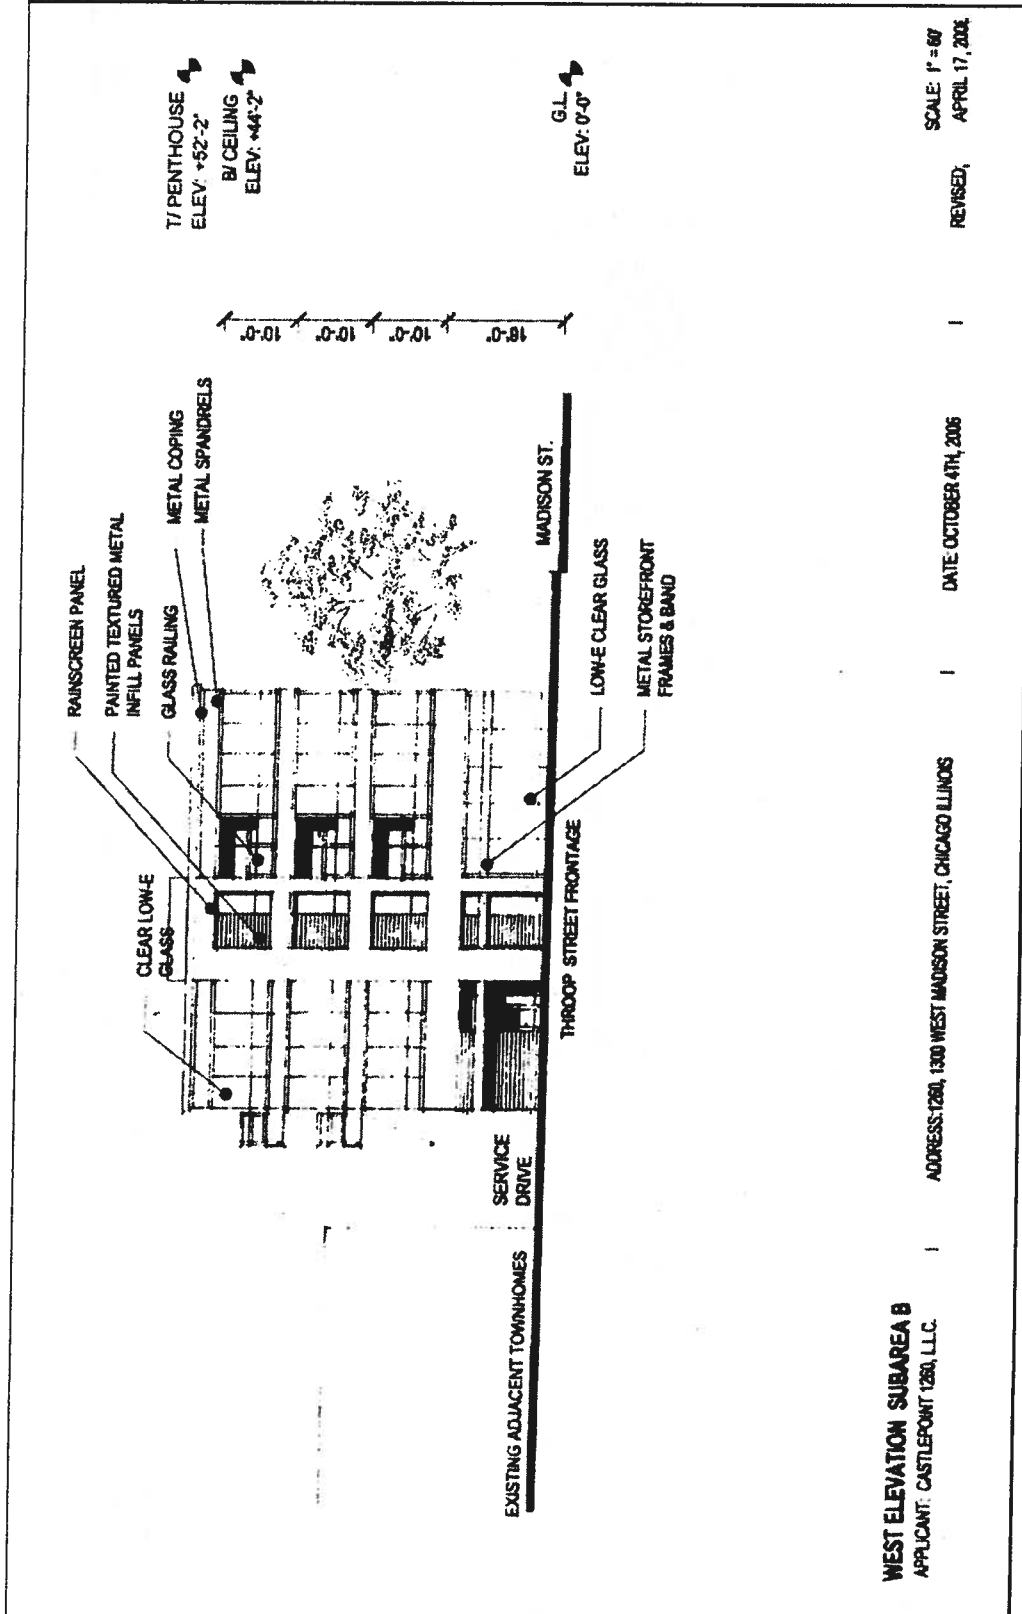 T/ PENTHOUSE
ELEV: +52'-2"
B/ CEILING
ELEV: +44'-2"
G.L.
ELEV: 0'-0"
10'-0"
10'-0"
10'-0"
16'-0"
RAINSCREEN PANEL
PAINTED TEXTURED METAL
INFILL PANELS
GLASS RAILING
METAL COPING
METAL SPANDRELS
CLEAR LOW-E
GLASS
MADISON ST.
LOW-E CLEAR GLASS
METAL STOREFRONT
FRAMES & BAND
THROOP STREET FRONTAGE
SERVICE
DRIVE
EXISTING ADJACENT TOWNHOMES
WEST ELEVATION SUBAREA B
APPLICANT: CASTLEPOINT 1260, L.L.C.
ADDRESS:1260, 1300 WEST MADISON STREET, CHICAGO ILLINOIS
DATE: OCTOBER 4TH, 2006
SCALE: 1" = 60'
REVISED: APRIL 17, 2006